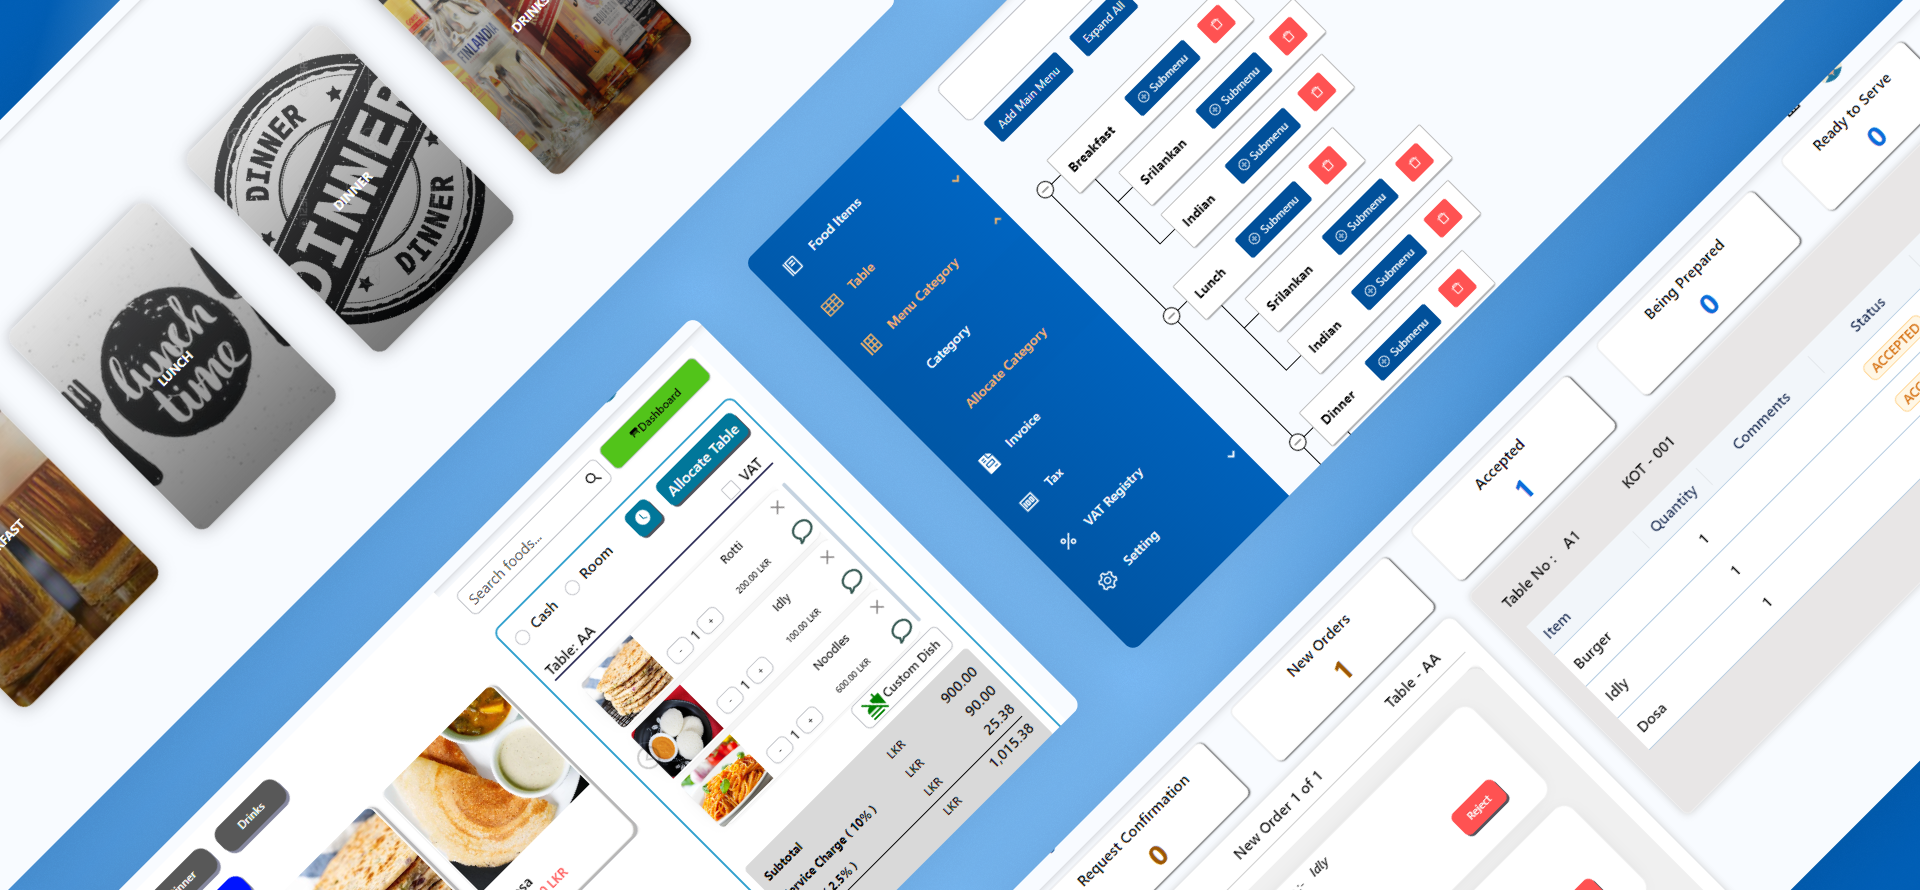 FINLANDIA
DRINKS
DINNER
DINNER
DINNER
DINNER
lunch
time
LUNCH
FAST
Drinks
nner
Search foods...
Dashboard
Allocate Table
Cash
Room
VAT
Table: AA
Rotti
200.00 LKR
- 1 +
Idly
100.00 LKR
- 1 +
Noodles
600.00 LKR
- 1 +
Custom Dish
Subtotal LKR 900.00
ervice Charge ( 10% ) LKR 90.00
( 2.5% ) LKR 25.38
LKR 1,015.38
sa
0 LKR
Food Items
Table
Menu Category
Category
Allocate Category
Invoice
Tax
VAT Registry
Setting
Add Main Menu
Expand All
Breakfast Submenu
Srilankan Submenu
Indian Submenu
Lunch Submenu
Srilankan Submenu
Indian Submenu
Dinner Submenu
Request Confirmation
0
New Orders
1
Accepted
1
Being Prepared
0
Ready to Serve
0
Table - AA
New Order 1 of 1
:- Idly
Reject
Table No : A1
KOT - 001
Item Quantity Comments Status
Burger 1 ACCEPTED
Idly 1 ACC
Dosa 1